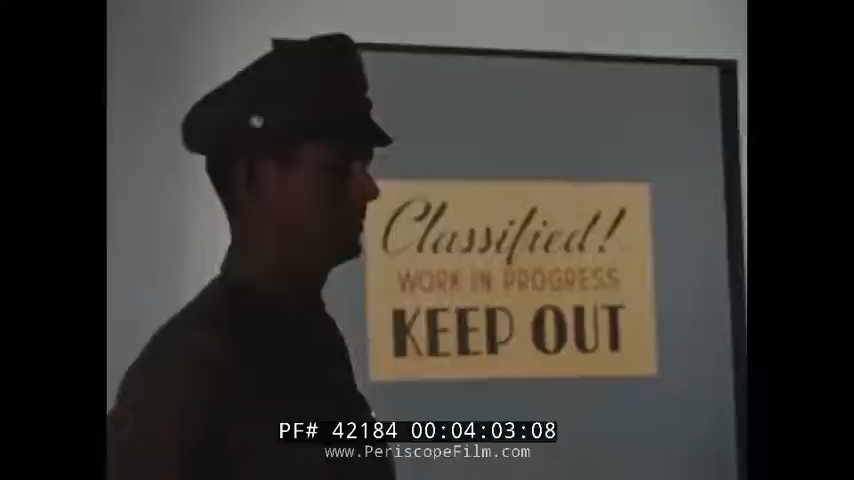 Classified!
WORK IN PROGRESS
KEEP OUT
PF# 42184 00:04:03:08
www.PeriscopeFilm.com